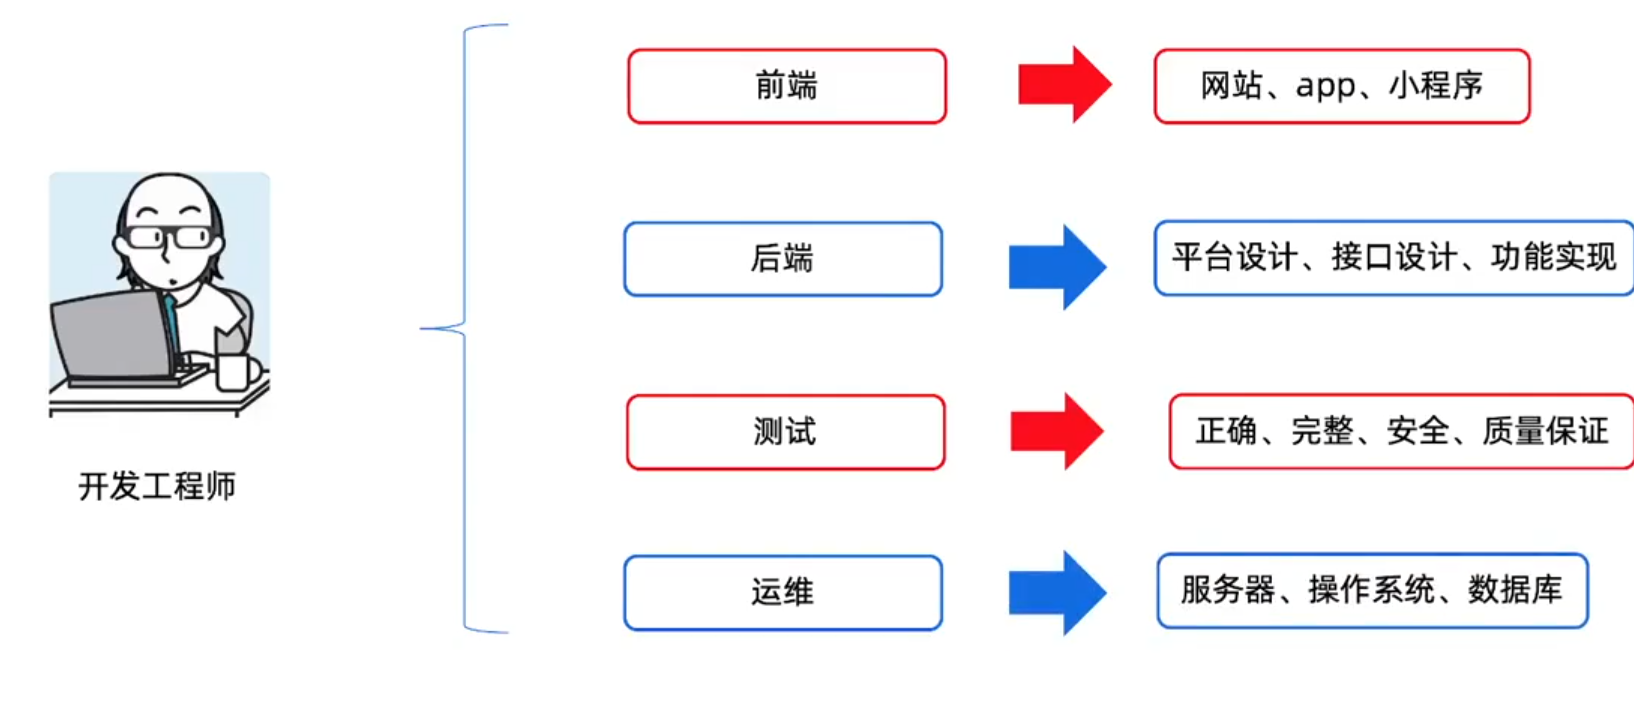 开发工程师
前端
网站、app、小程序
后端
平台设计、接口设计、功能实现
测试
正确、完整、安全、质量保证
运维
服务器、操作系统、数据库